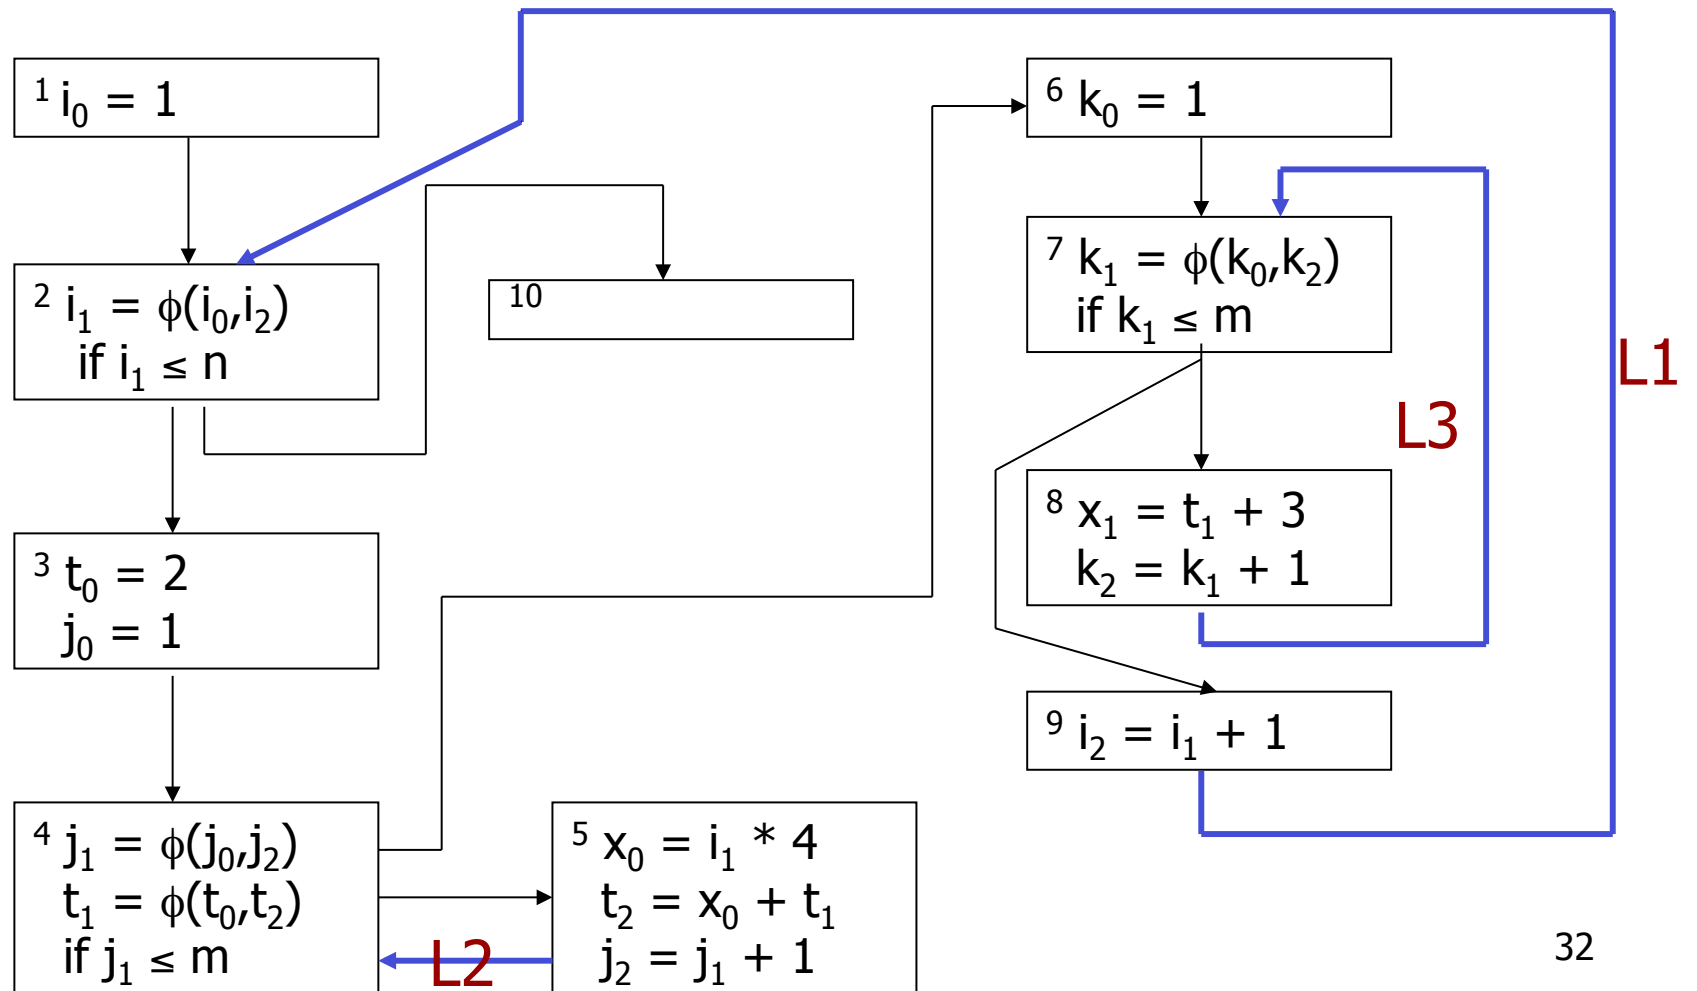 1 i₀ = 1
2 i₁ = ϕ(i₀,i₂)
if i₁ ≤ n
3 t₀ = 2
j₀ = 1
4 j₁ = ϕ(j₀,j₂)
t₁ = ϕ(t₀,t₂)
if j₁ ≤ m
L2
5 x₀ = i₁ * 4
t₂ = x₀ + t₁
j₂ = j₁ + 1
10
6 k₀ = 1
7 k₁ = ϕ(k₀,k₂)
if k₁ ≤ m
L3
8 x₁ = t₁ + 3
k₂ = k₁ + 1
9 i₂ = i₁ + 1
L1
32